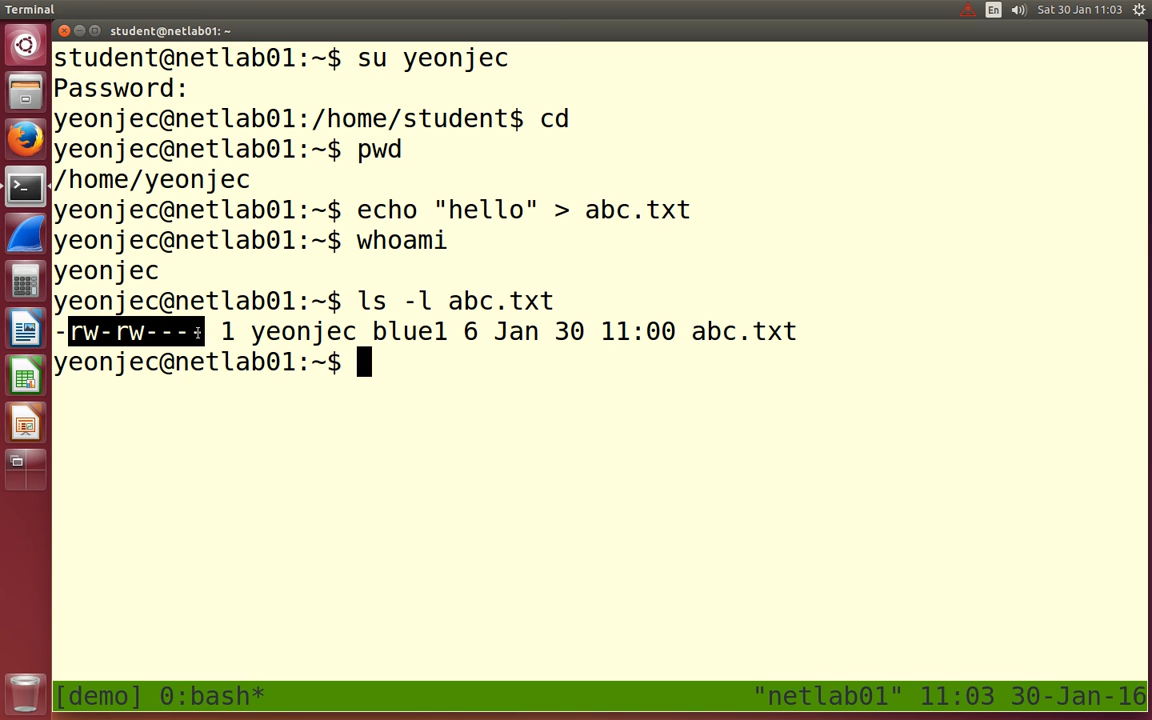 Terminal
En
Sat 30 Jan 11:03
student@netlab01: ~
student@netlab01:~$ su yeonjec
Password:
yeonjec@netlab01:/home/student$ cd
yeonjec@netlab01:~$ pwd
/home/yeonjec
yeonjec@netlab01:~$ echo "hello" > abc.txt
yeonjec@netlab01:~$ whoami
yeonjec
yeonjec@netlab01:~$ ls -l abc.txt
-rw-rw---- 1 yeonjec blue1 6 Jan 30 11:00 abc.txt
yeonjec@netlab01:~$
[demo] 0:bash*
"netlab01" 11:03 30-Jan-16